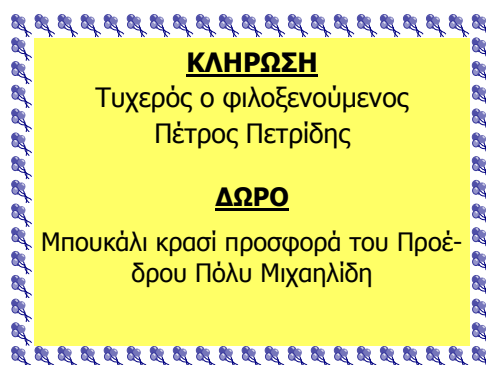 ΚΛΗΡΩΣΗ
Τυχερός ο φιλοξενούμενος
Πέτρος Πετρίδης
ΔΩΡΟ
Μπουκάλι κρασί προσφορά του Προέ-
δρου Πόλυ Μιχαηλίδη